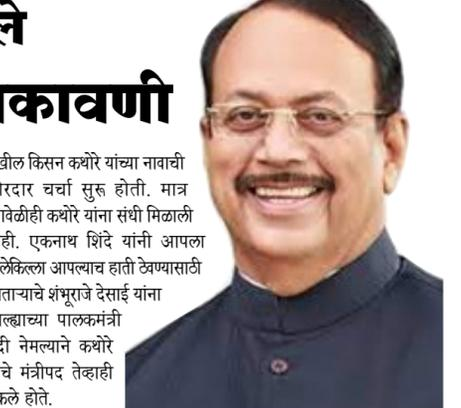 ले
कावणी
खील किसन कथोरे यांच्या नावाची
रदार चर्चा सुरू होती. मात्र
वेळीही कथोरे यांना संधी मिळाली
ही. एकनाथ शिंदे यांनी आपला
लेकिल्ला आपल्याच हाती ठेवण्यासाठी
ताऱ्याचे शंभूराजे देसाई यांना
ल्ह्याच्या पालकमंत्री
दी नेमल्याने कथोरे
चे मंत्रीपद तेव्हाही
कले होते.